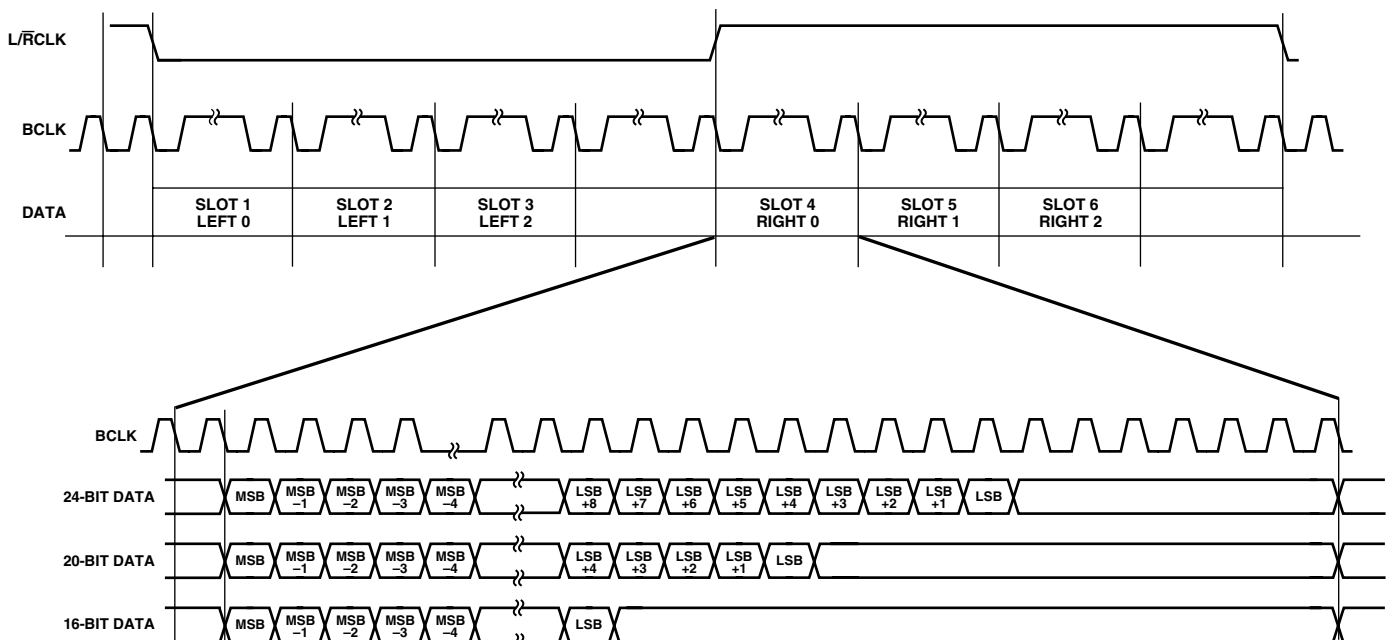 L/R̅CLK
BCLK
DATA
SLOT 1
LEFT 0
SLOT 2
LEFT 1
SLOT 3
LEFT 2
SLOT 4
RIGHT 0
SLOT 5
RIGHT 1
SLOT 6
RIGHT 2
BCLK
24-BIT DATA
MSB
MSB
–1
MSB
–2
MSB
–3
MSB
–4
LSB
+8
LSB
+7
LSB
+6
LSB
+5
LSB
+4
LSB
+3
LSB
+2
LSB
+1
LSB
20-BIT DATA
MSB
MSB
–1
MSB
–2
MSB
–3
MSB
–4
LSB
+4
LSB
+3
LSB
+2
LSB
+1
LSB
16-BIT DATA
MSB
MSB
–1
MSB
–2
MSB
–3
MSB
–4
LSB